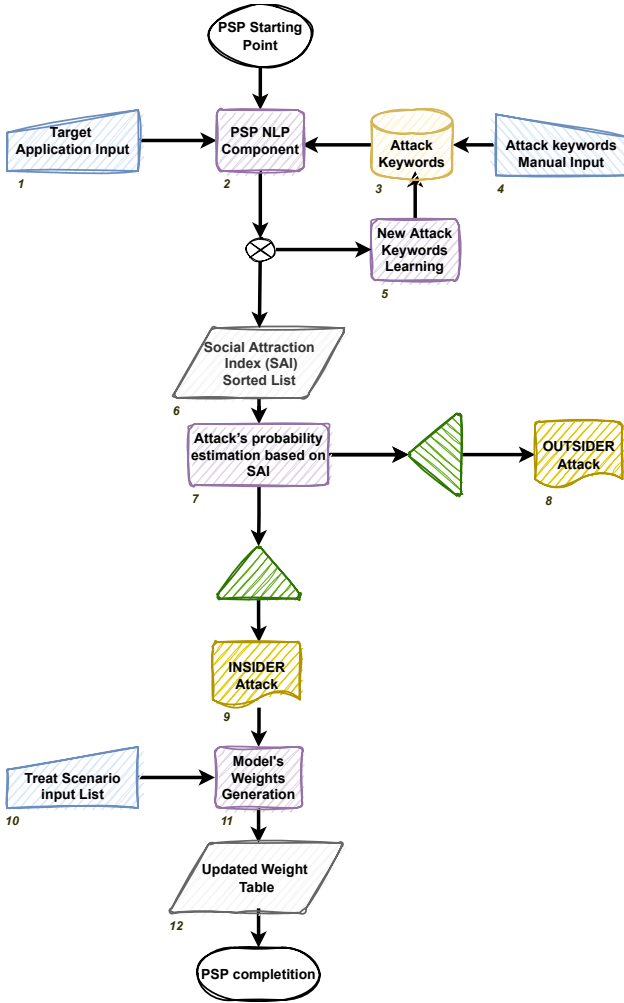 PSP Starting
Point
Target
Application Input
1
PSP NLP
Component
2
Attack
Keywords
3
Attack keywords
Manual Input
4
New Attack
Keywords
Learning
5
Social Attraction
Index (SAI)
Sorted List
6
Attack's probability
estimation based on
SAI
7
OUTSIDER
Attack
8
INSIDER
Attack
9
Treat Scenario
input List
10
Model's
Weights
Generation
11
Updated Weight
Table
12
PSP completition